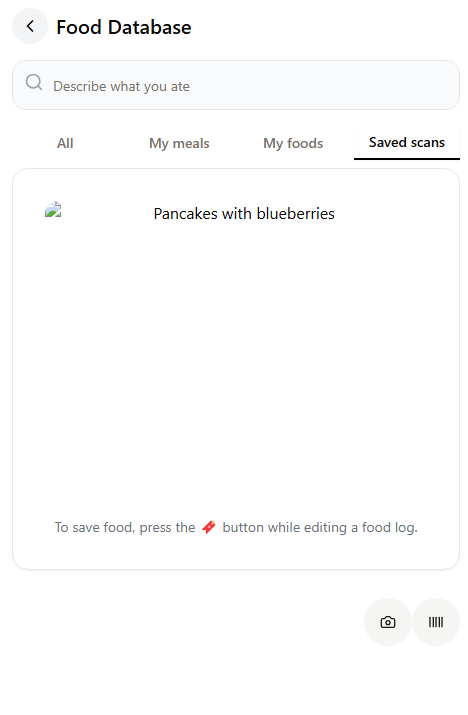 Food Database
Describe what you ate
All
My meals
My foods
Saved scans
Pancakes with blueberries
To save food, press the 🔖 button while editing a food log.